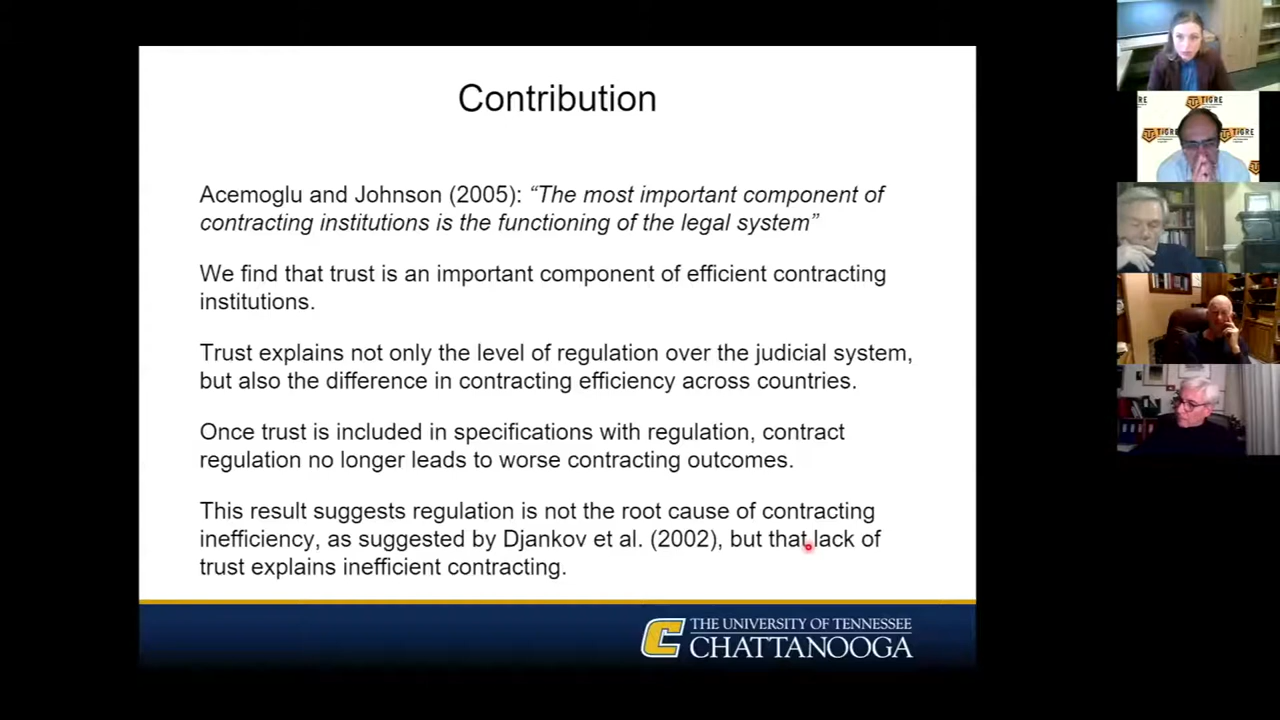 Contribution
Acemoglu and Johnson (2005): “The most important component of
contracting institutions is the functioning of the legal system”
We find that trust is an important component of efficient contracting
institutions.
Trust explains not only the level of regulation over the judicial system,
but also the difference in contracting efficiency across countries.
Once trust is included in specifications with regulation, contract
regulation no longer leads to worse contracting outcomes.
This result suggests regulation is not the root cause of contracting
inefficiency, as suggested by Djankov et al. (2002), but that lack of
trust explains inefficient contracting.
THE UNIVERSITY OF TENNESSEE
CHATTANOOGA
TIGRE
TIGRE
TIGRE